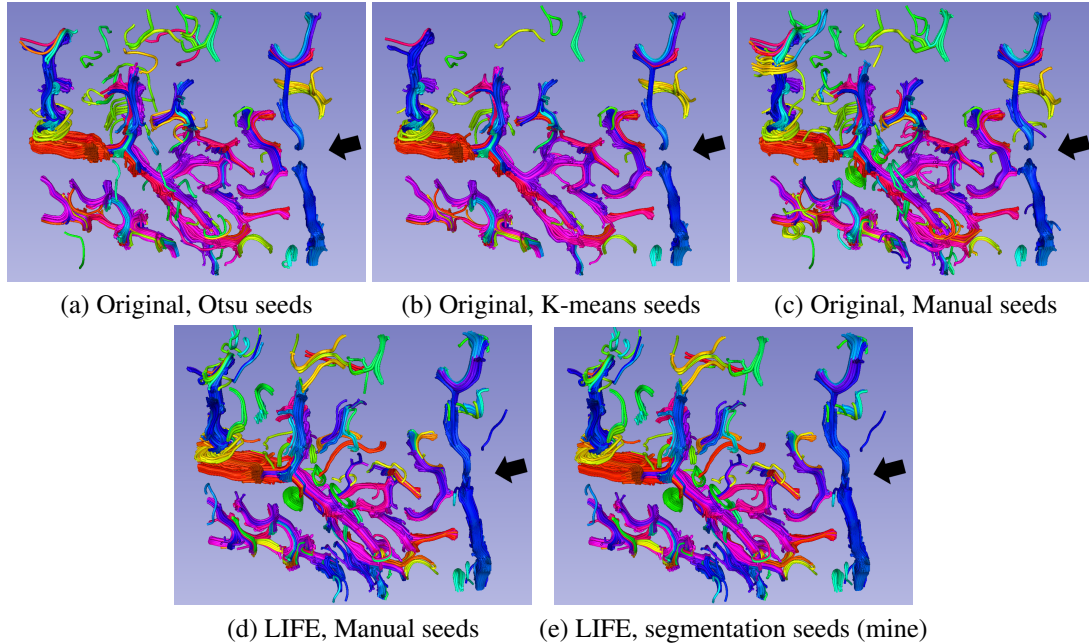 (a) Original, Otsu seeds
(b) Original, K-means seeds
(c) Original, Manual seeds
(d) LIFE, Manual seeds
(e) LIFE, segmentation seeds (mine)